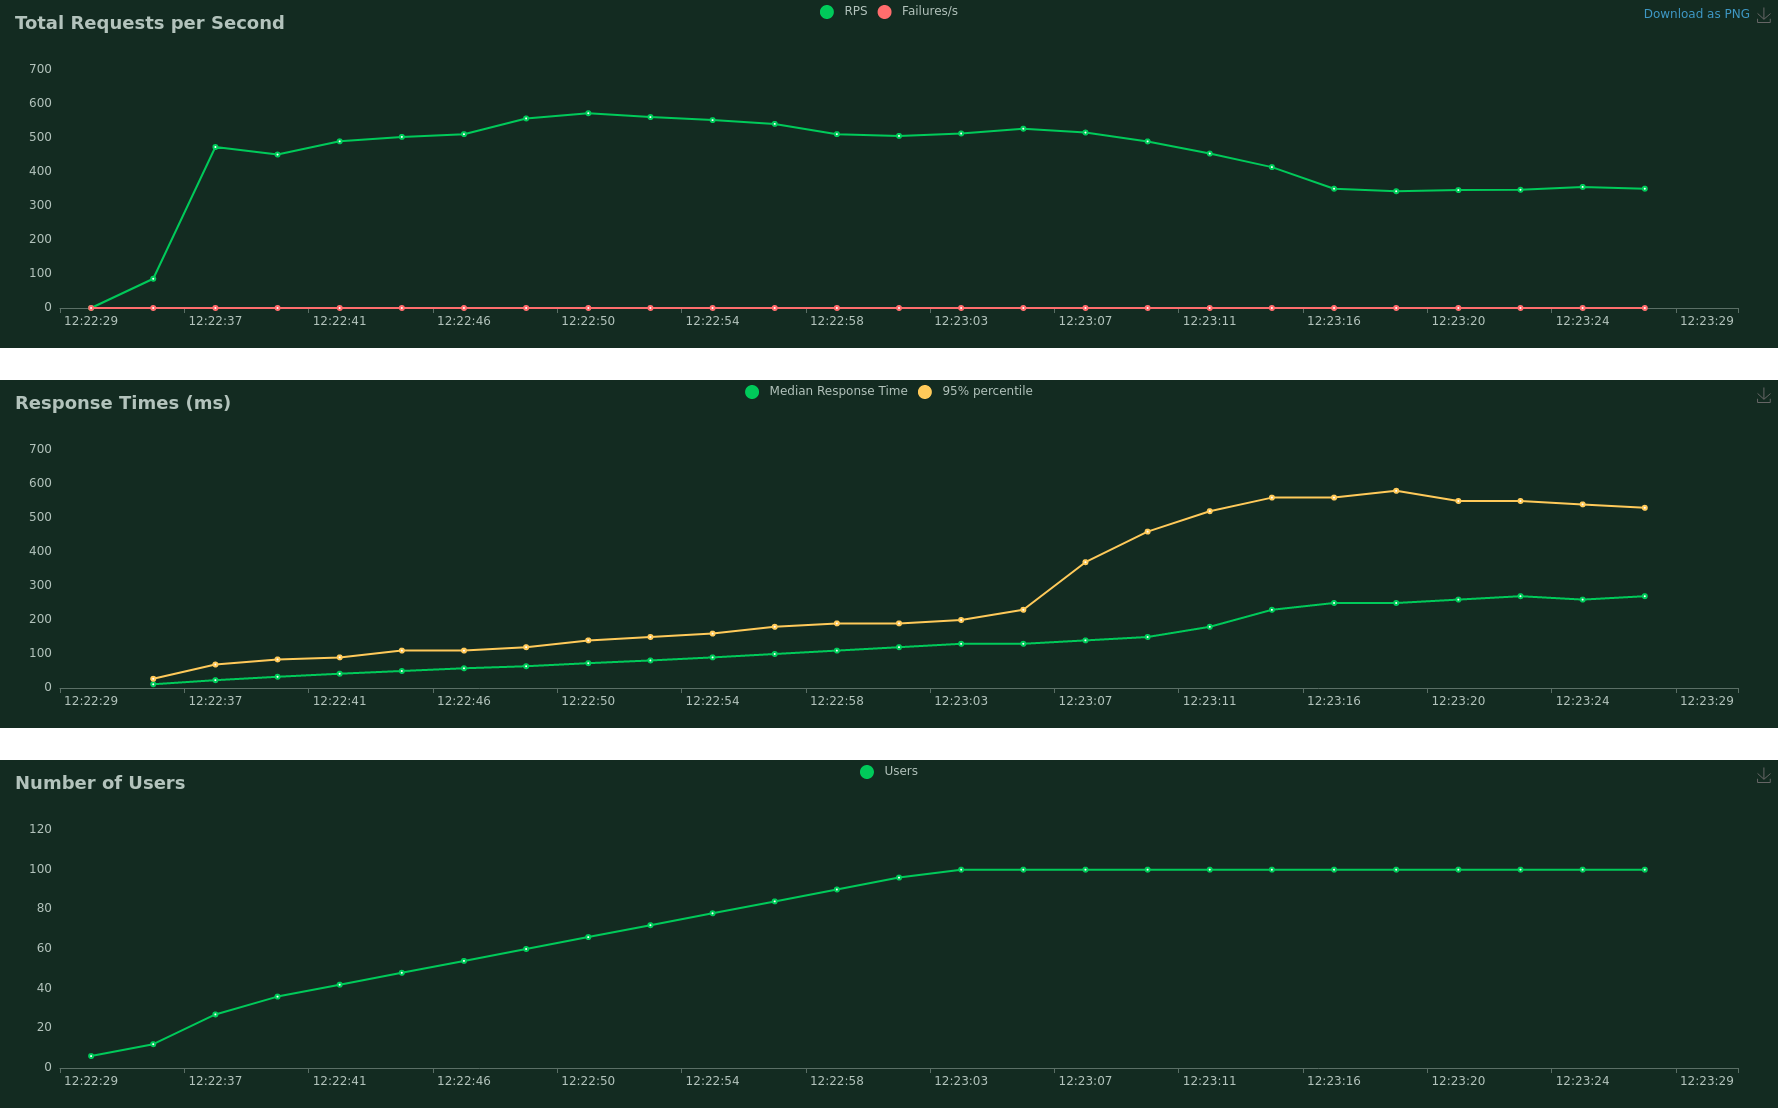 Total Requests per Second
RPS Failures/s
Download as PNG
700
600
500
400
300
200
100
0
12:22:29 12:22:37 12:22:41 12:22:46 12:22:50 12:22:54 12:22:58 12:23:03 12:23:07 12:23:11 12:23:16 12:23:20 12:23:24 12:23:29
Response Times (ms)
Median Response Time 95% percentile
700
600
500
400
300
200
100
0
12:22:29 12:22:37 12:22:41 12:22:46 12:22:50 12:22:54 12:22:58 12:23:03 12:23:07 12:23:11 12:23:16 12:23:20 12:23:24 12:23:29
Number of Users
Users
120
100
80
60
40
20
0
12:22:29 12:22:37 12:22:41 12:22:46 12:22:50 12:22:54 12:22:58 12:23:03 12:23:07 12:23:11 12:23:16 12:23:20 12:23:24 12:23:29